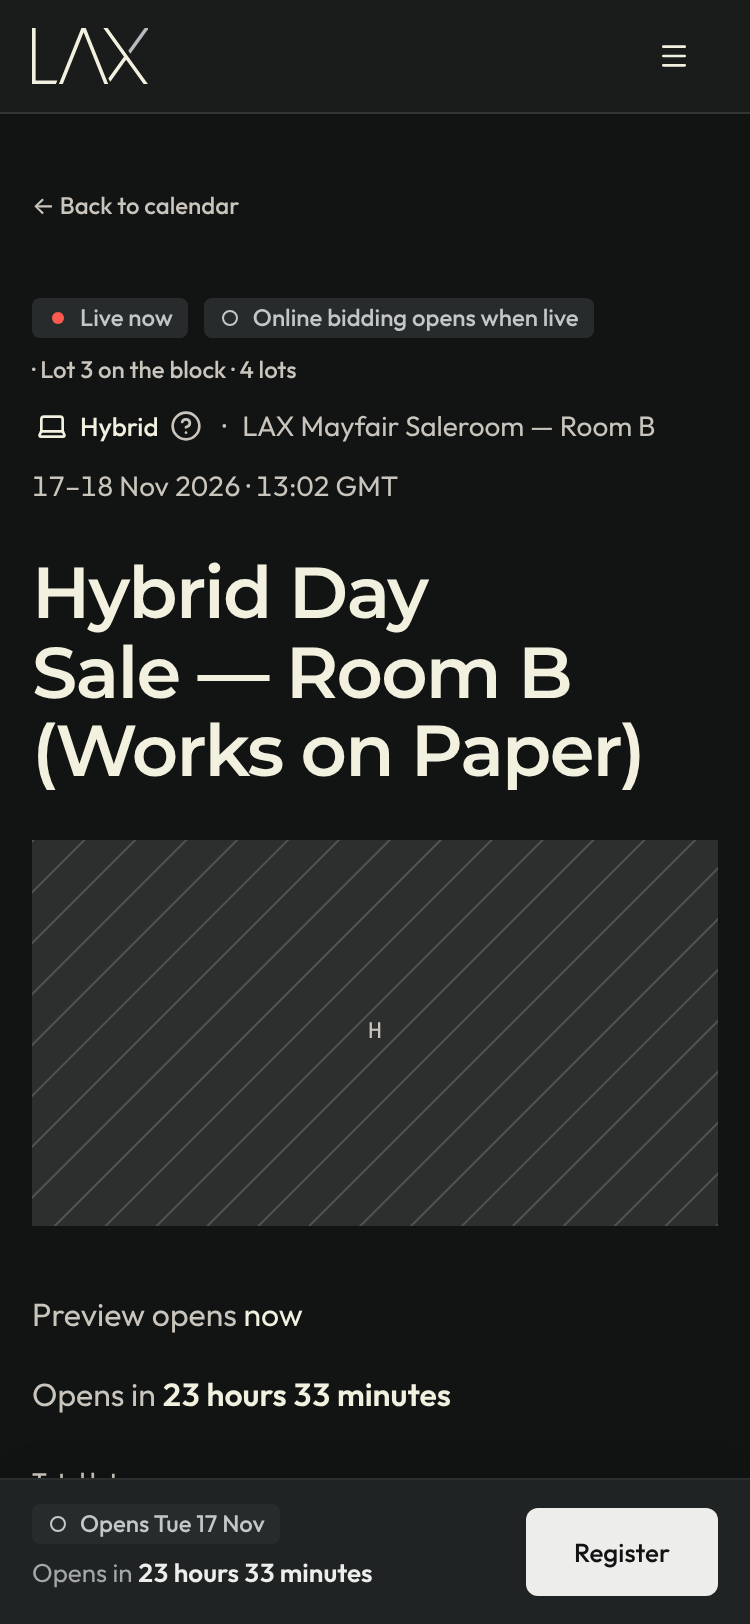 LAX
← Back to calendar
Live now
Online bidding opens when live
· Lot 3 on the block · 4 lots
Hybrid ? · LAX Mayfair Saleroom — Room B
17–18 Nov 2026 · 13:02 GMT
Hybrid Day
Sale — Room B
(Works on Paper)
H
Preview opens now
Opens in 23 hours 33 minutes
Opens Tue 17 Nov
Opens in 23 hours 33 minutes
Register